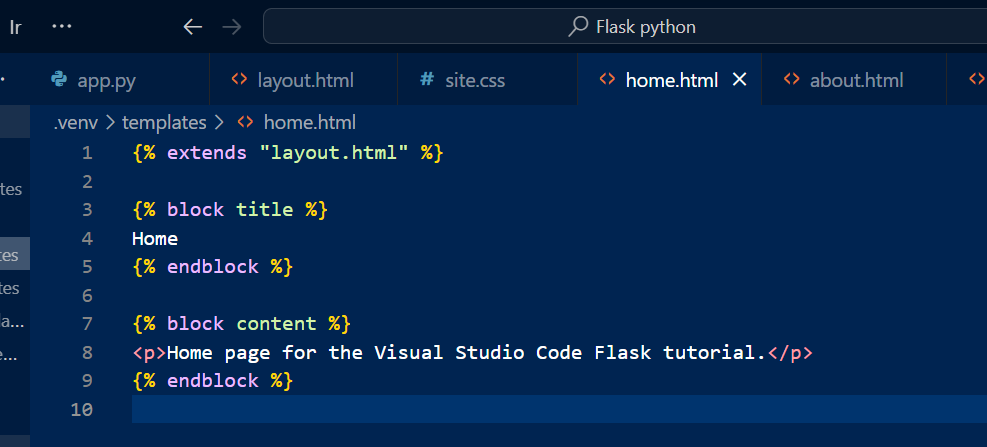 Ir ···
Flask python
app.py
layout.html
# site.css
home.html
about.html
.venv > templates > home.html
tes
tes
tes
la...
e...
1 {% extends "layout.html" %}
2
3 {% block title %}
4 Home
5 {% endblock %}
6
7 {% block content %}
8 <p>Home page for the Visual Studio Code Flask tutorial.</p>
9 {% endblock %}
10